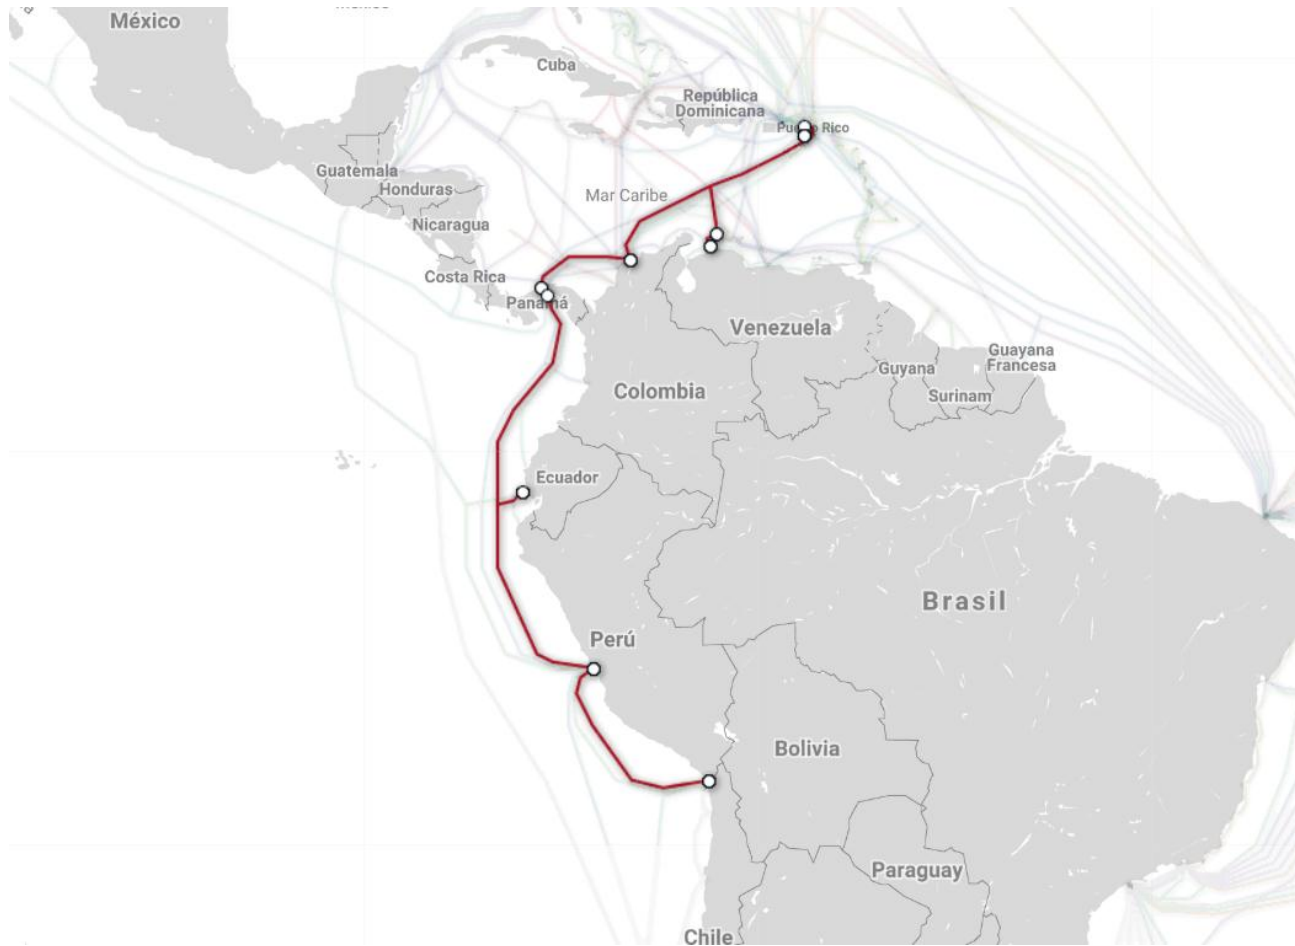 México
Cuba
República
Dominicana
Puerto Rico
Guatemala
Honduras
Mar Caribe
Nicaragua
Costa Rica
Panamá
Venezuela
Guayana
Francesa
Guyana
Surinam
Colombia
Ecuador
Brasil
Perú
Bolivia
Paraguay
Chile